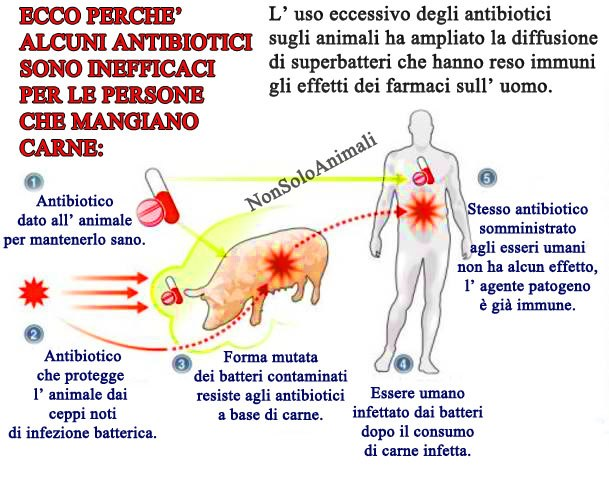 ECCO PERCHE'
ALCUNI ANTIBIOTICI
SONO INEFFICACI
PER LE PERSONE
CHE MANGIANO
CARNE:
L' uso eccessivo degli antibiotici
sugli animali ha ampliato la diffusione
di superbatteri che hanno reso immuni
gli effetti dei farmaci sull' uomo.
NonSoloAnimali
1
Antibiotico
dato all' animale
per mantenerlo sano.
2
Antibiotico
che protegge
l' animale dai
ceppi noti
di infezione batterica.
3
Forma mutata
dei batteri contaminati
resiste agli antibiotici
a base di carne.
4
Essere umano
infettato dai batteri
dopo il consumo
di carne infetta.
5
Stesso antibiotico
somministrato
agli esseri umani
non ha alcun effetto,
l' agente patogeno
è già immune.